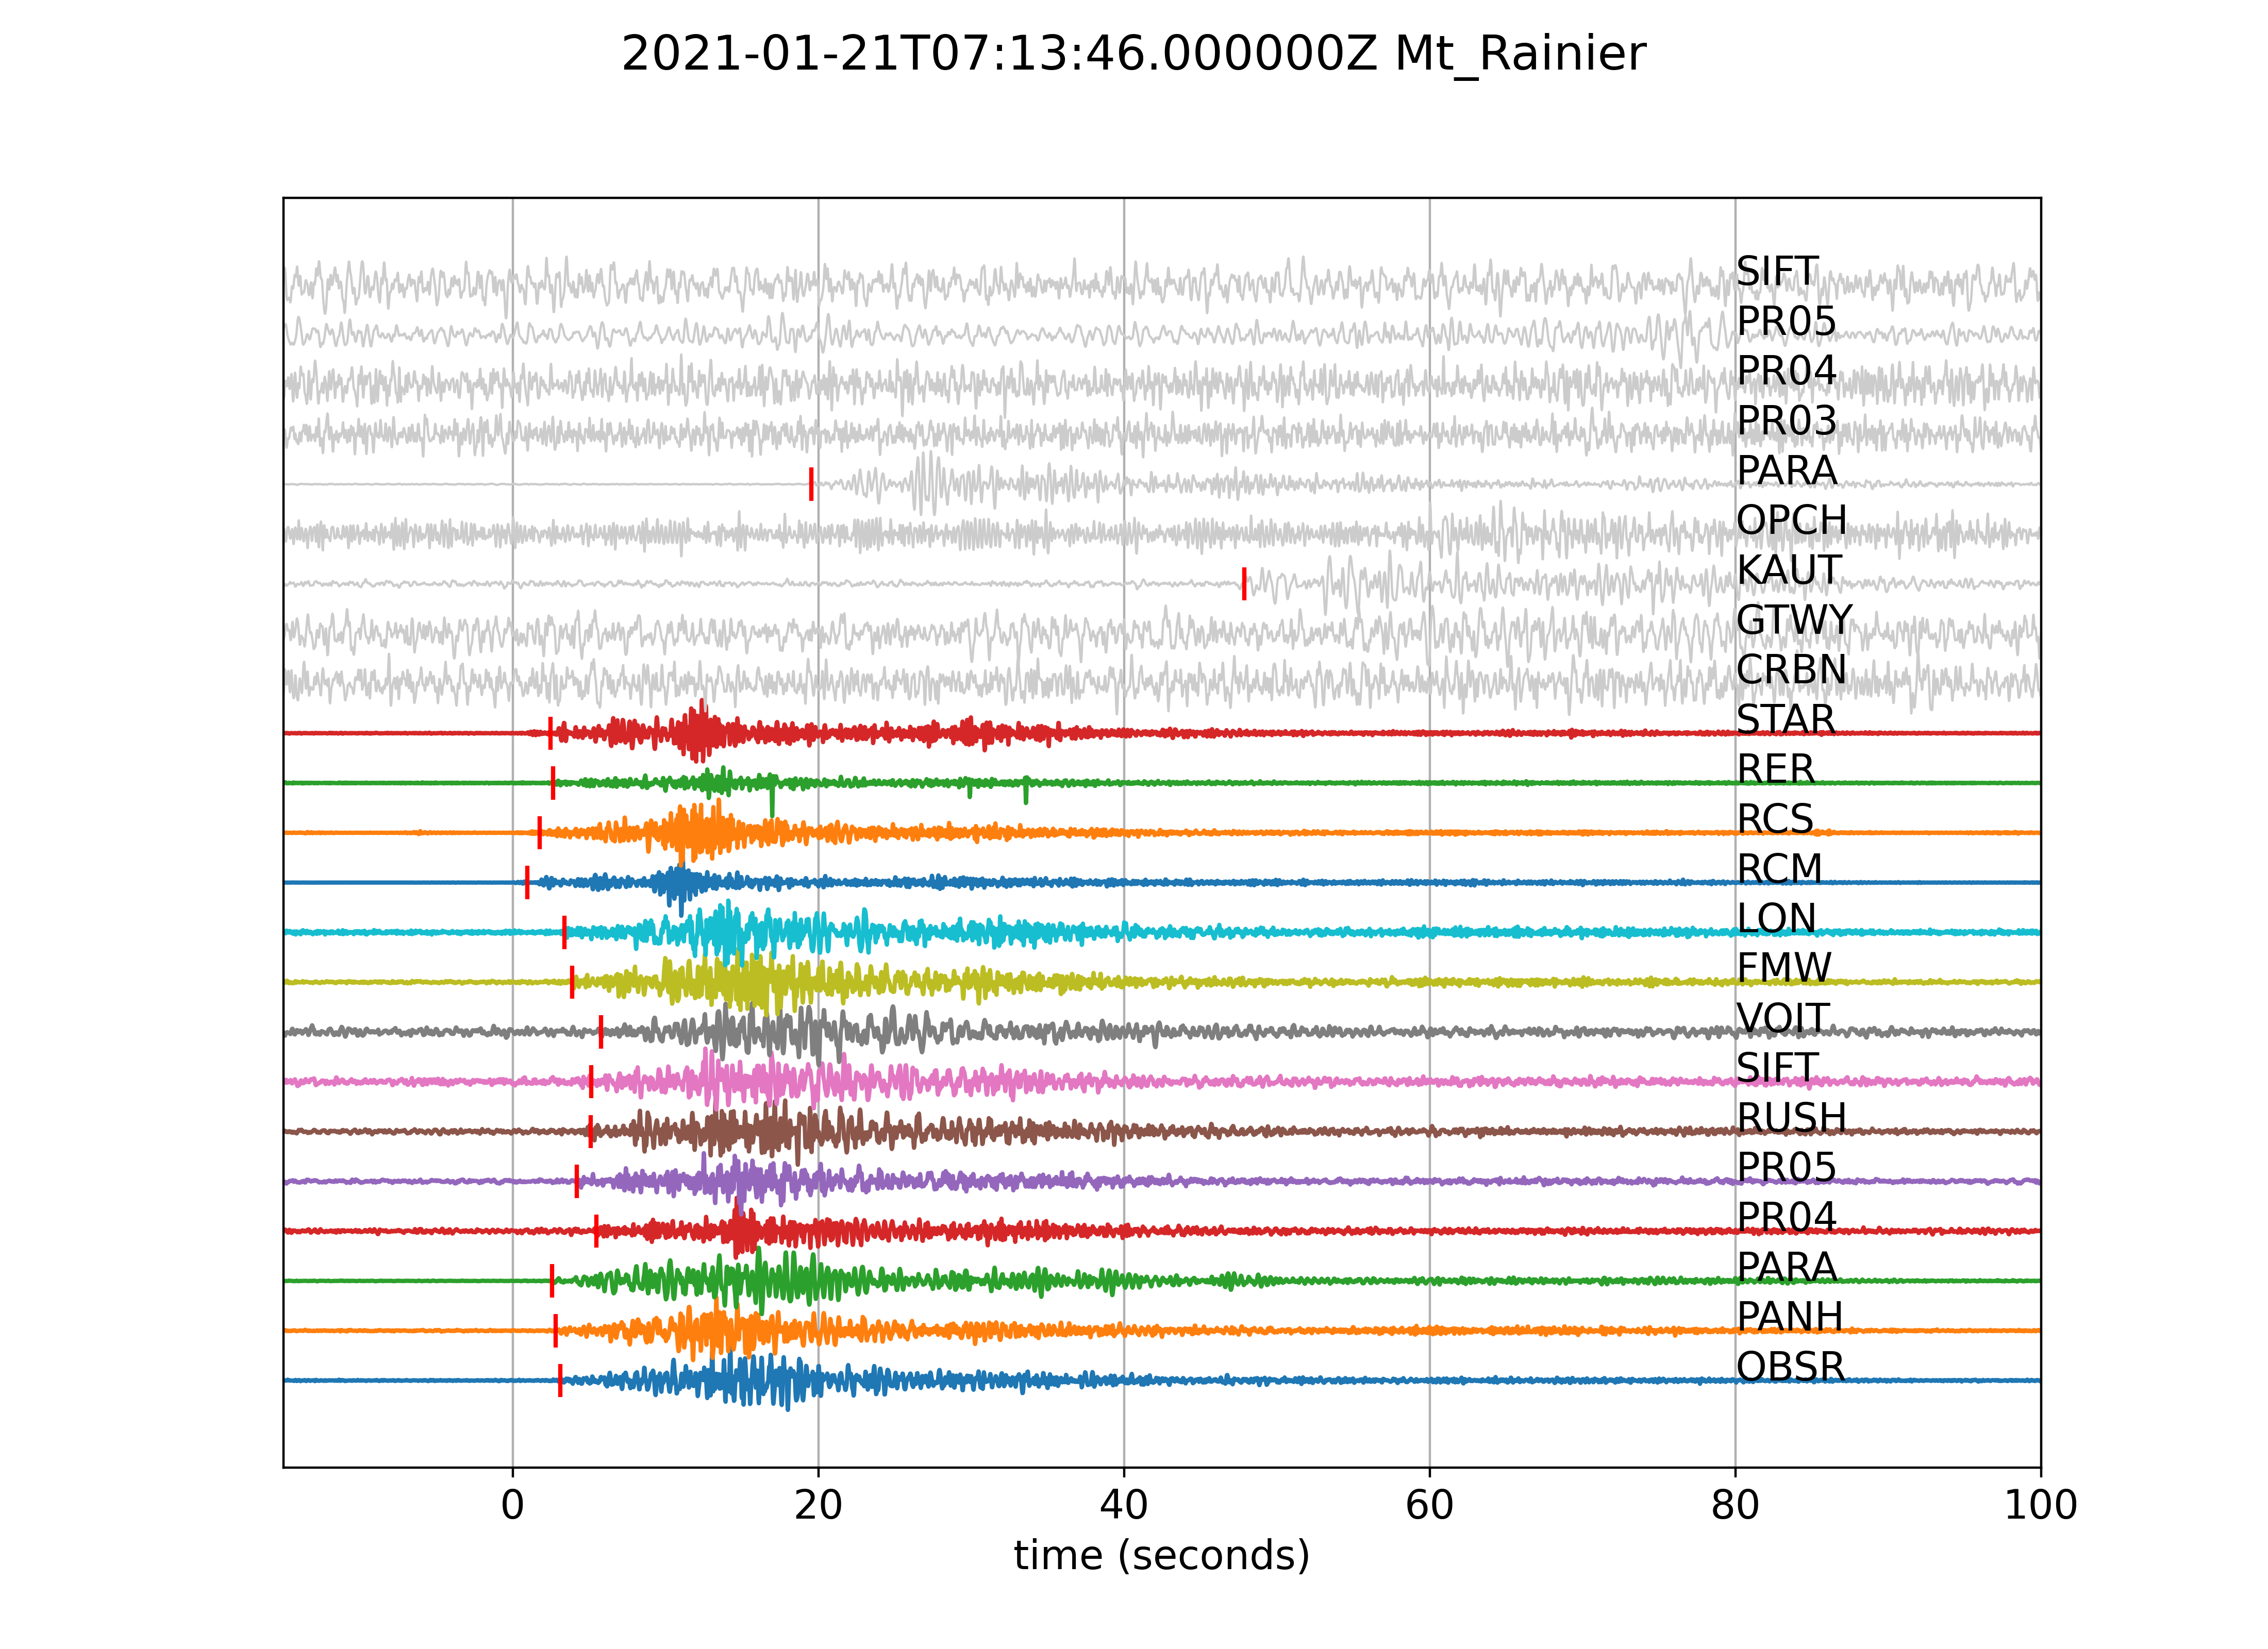 2021-01-21T07:13:46.000000Z Mt_Rainier
SIFT
PR05
PR04
PR03
PARA
OPCH
KAUT
GTWY
CRBN
STAR
RER
RCS
RCM
LON
FMW
VOIT
SIFT
RUSH
PR05
PR04
PARA
PANH
OBSR
0 20 40 60 80 100
time (seconds)